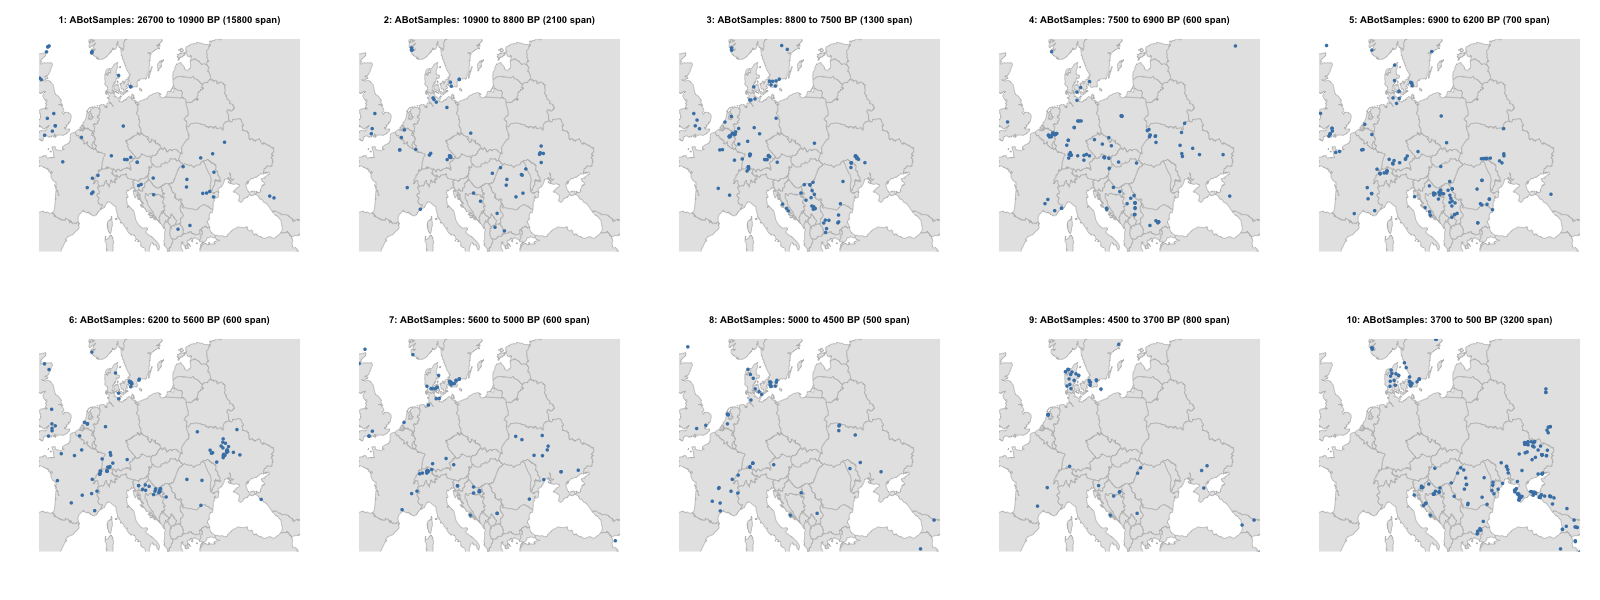 1: ABotSamples: 26700 to 10900 BP (15800 span)
2: ABotSamples: 10900 to 8800 BP (2100 span)
3: ABotSamples: 8800 to 7500 BP (1300 span)
4: ABotSamples: 7500 to 6900 BP (600 span)
5: ABotSamples: 6900 to 6200 BP (700 span)
6: ABotSamples: 6200 to 5600 BP (600 span)
7: ABotSamples: 5600 to 5000 BP (600 span)
8: ABotSamples: 5000 to 4500 BP (500 span)
9: ABotSamples: 4500 to 3700 BP (800 span)
10: ABotSamples: 3700 to 500 BP (3200 span)